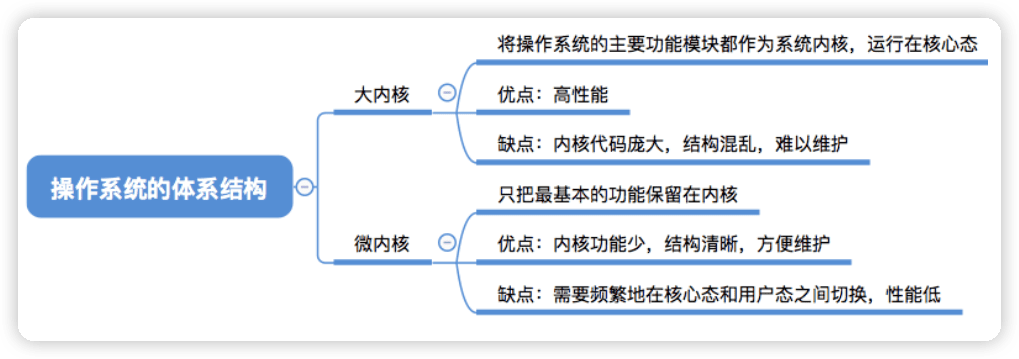 操作系统的体系结构
大内核
将操作系统的主要功能模块都作为系统内核，运行在核心态
优点：高性能
缺点：内核代码庞大，结构混乱，难以维护
微内核
只把最基本的功能保留在内核
优点：内核功能少，结构清晰，方便维护
缺点：需要频繁地在核心态和用户态之间切换，性能低